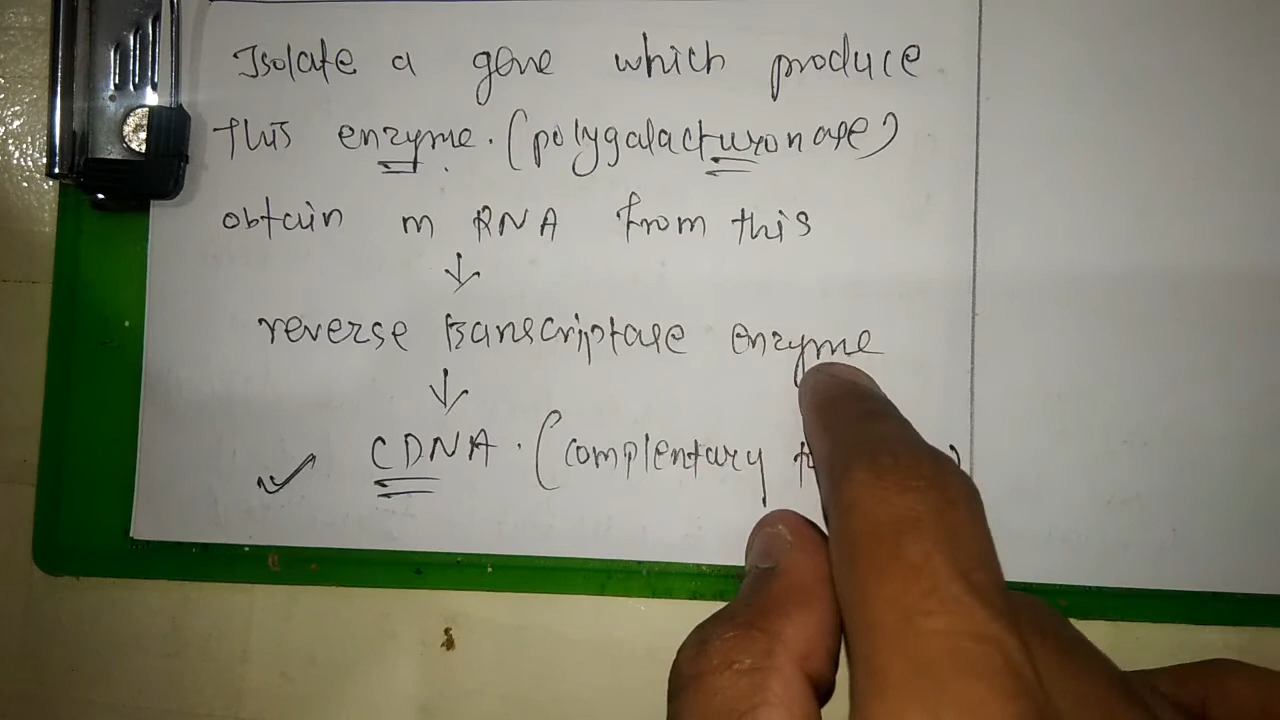 Isolate a gene which produce
this enzyme. (polygalacturonase)
obtain m RNA from this
↓
reverse transcriptase enzyme
↓
✓ CDNA. (complentary